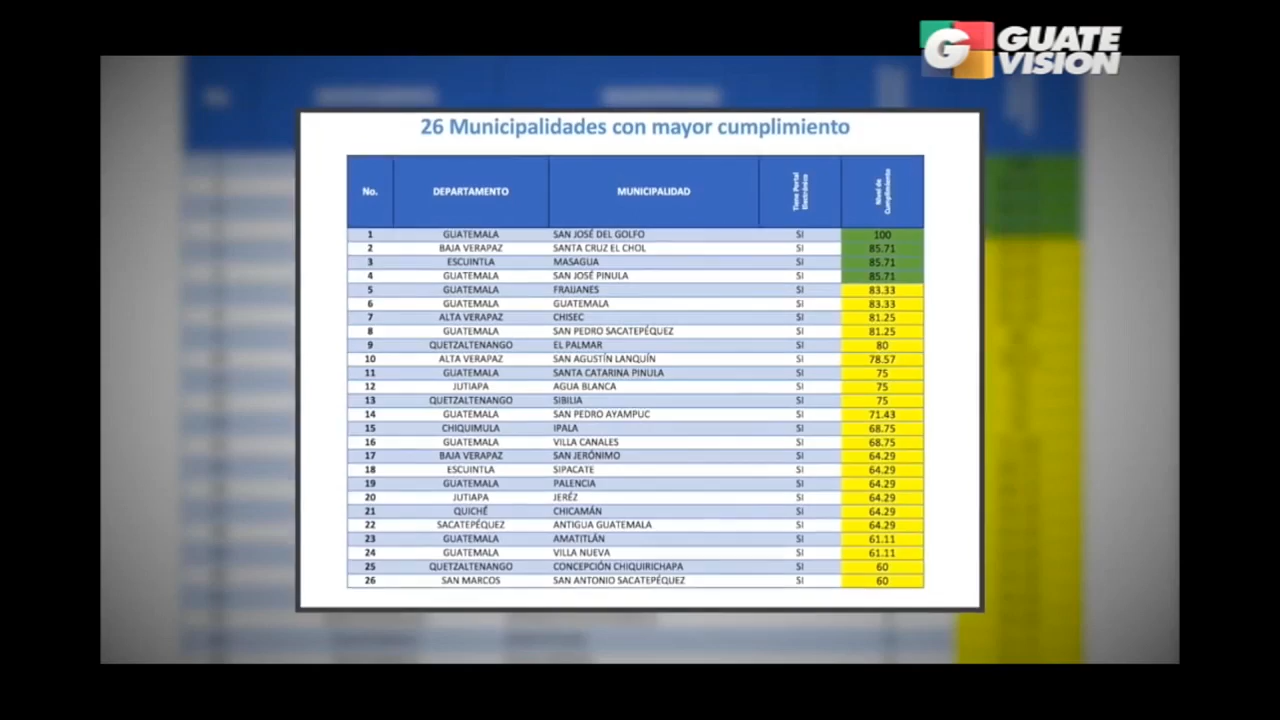 GUATE
VISION
26 Municipalidades con mayor cumplimiento
No. DEPARTAMENTO MUNICIPALIDAD Tiene Portal Electrónico Nivel de Cumplimiento
1 GUATEMALA SAN JOSÉ DEL GOLFO SI 100
2 BAJA VERAPAZ SANTA CRUZ EL CHOL SI 85.71
3 ESCUINTLA MASAGUA SI 85.71
4 GUATEMALA SAN JOSÉ PINULA SI 85.71
5 GUATEMALA FRAIJANES SI 83.33
6 GUATEMALA GUATEMALA SI 83.33
7 ALTA VERAPAZ CHISEC SI 81.25
8 GUATEMALA SAN PEDRO SACATEPÉQUEZ SI 81.25
9 QUETZALTENANGO EL PALMAR SI 80
10 ALTA VERAPAZ SAN AGUSTÍN LANQUÍN SI 78.57
11 GUATEMALA SANTA CATARINA PINULA SI 75
12 JUTIAPA AGUA BLANCA SI 75
13 QUETZALTENANGO SIBILIA SI 75
14 GUATEMALA SAN PEDRO AYAMPUC SI 71.43
15 CHIQUIMULA IPALA SI 68.75
16 GUATEMALA VILLA CANALES SI 68.75
17 BAJA VERAPAZ SAN JERÓNIMO SI 64.29
18 ESCUINTLA SIPACATE SI 64.29
19 GUATEMALA PALENCIA SI 64.29
20 JUTIAPA JERÉZ SI 64.29
21 QUICHÉ CHICAMÁN SI 64.29
22 SACATEPÉQUEZ ANTIGUA GUATEMALA SI 64.29
23 GUATEMALA AMATITLÁN SI 61.11
24 GUATEMALA VILLA NUEVA SI 61.11
25 QUETZALTENANGO CONCEPCIÓN CHIQUIRICHAPA SI 60
26 SAN MARCOS SAN ANTONIO SACATEPÉQUEZ SI 60